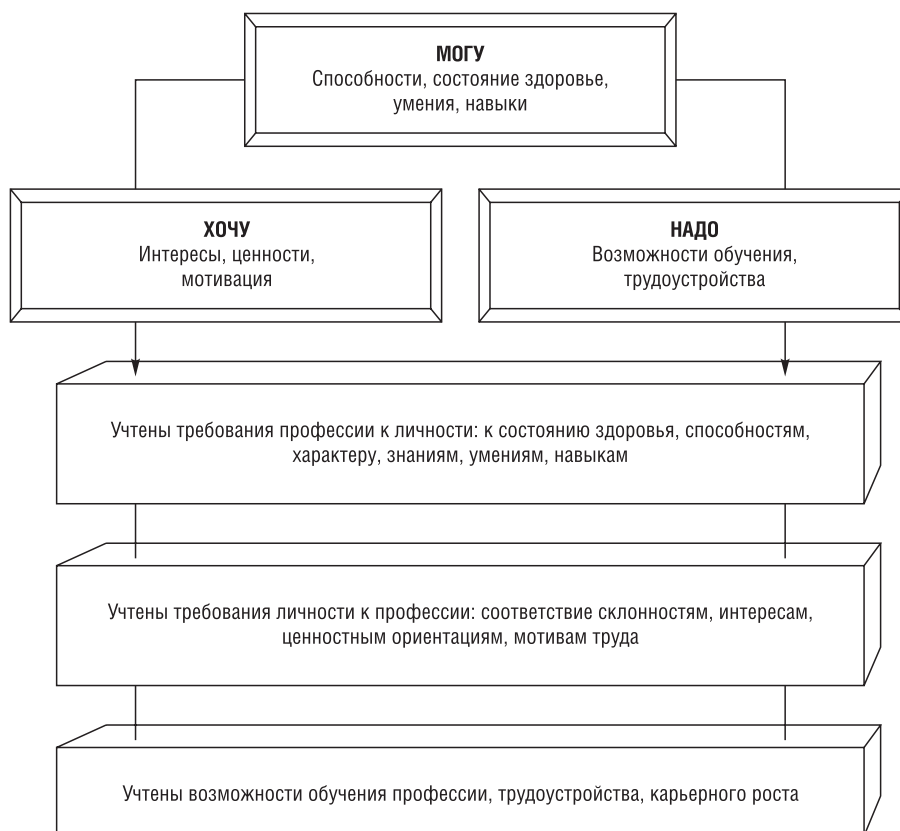 МОГУ
Способности, состояние здоровье,
умения, навыки
ХОЧУ
Интересы, ценности,
мотивация
НАДО
Возможности обучения,
трудоустройства
Учтены требования профессии к личности: к состоянию здоровья, способностям,
характеру, знаниям, умениям, навыкам
Учтены требования личности к профессии: соответствие склонностям, интересам,
ценностным ориентациям, мотивам труда
Учтены возможности обучения профессии, трудоустройства, карьерного роста